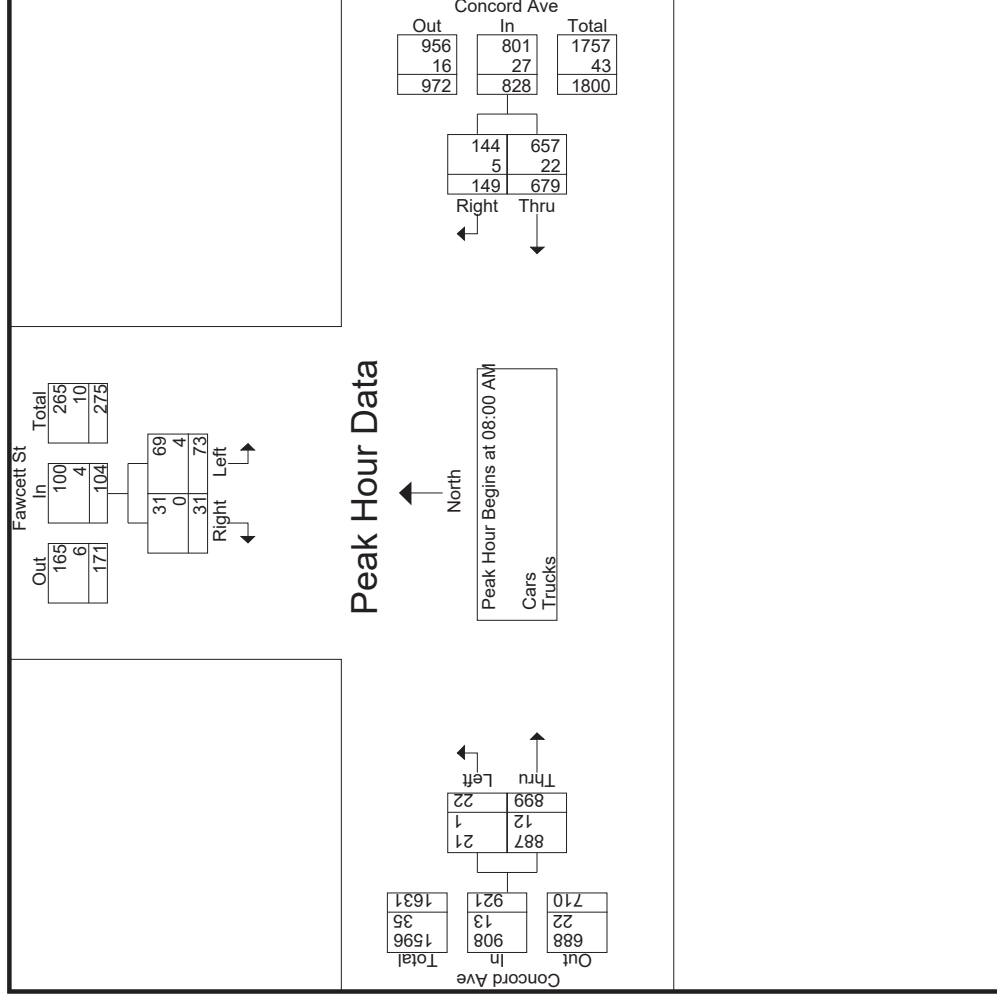 Concord Ave
Out In Total
956 801 1757
16 27 43
972 828 1800
144 657
5 22
149 679
Right Thru
Fawcett St
Out In Total
165 100 265
6 4 10
171 104 275
31 69
0 4
31 73
Right Left
Peak Hour Data
North
Peak Hour Begins at 08:00 AM
Cars
Trucks
Left Thru
22 899
1 12
21 887
Concord Ave
Out In Total
688 908 1596
22 13 35
710 921 1631